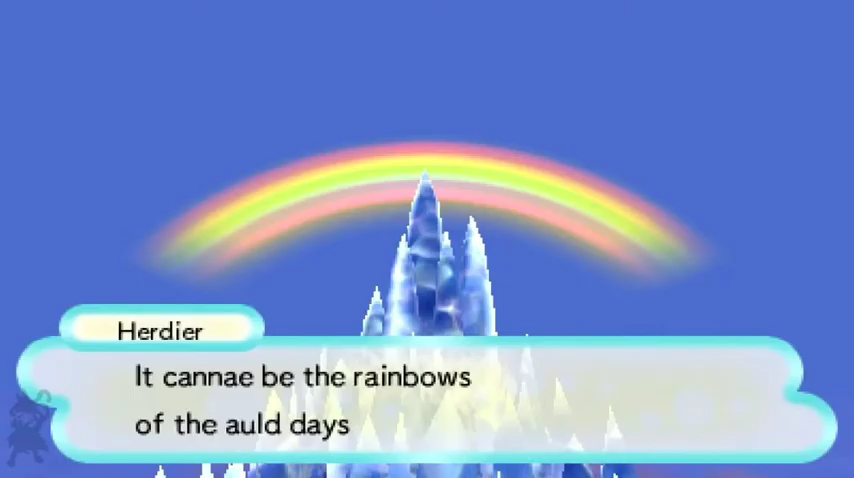 Herdier
It cannae be the rainbows
of the auld days